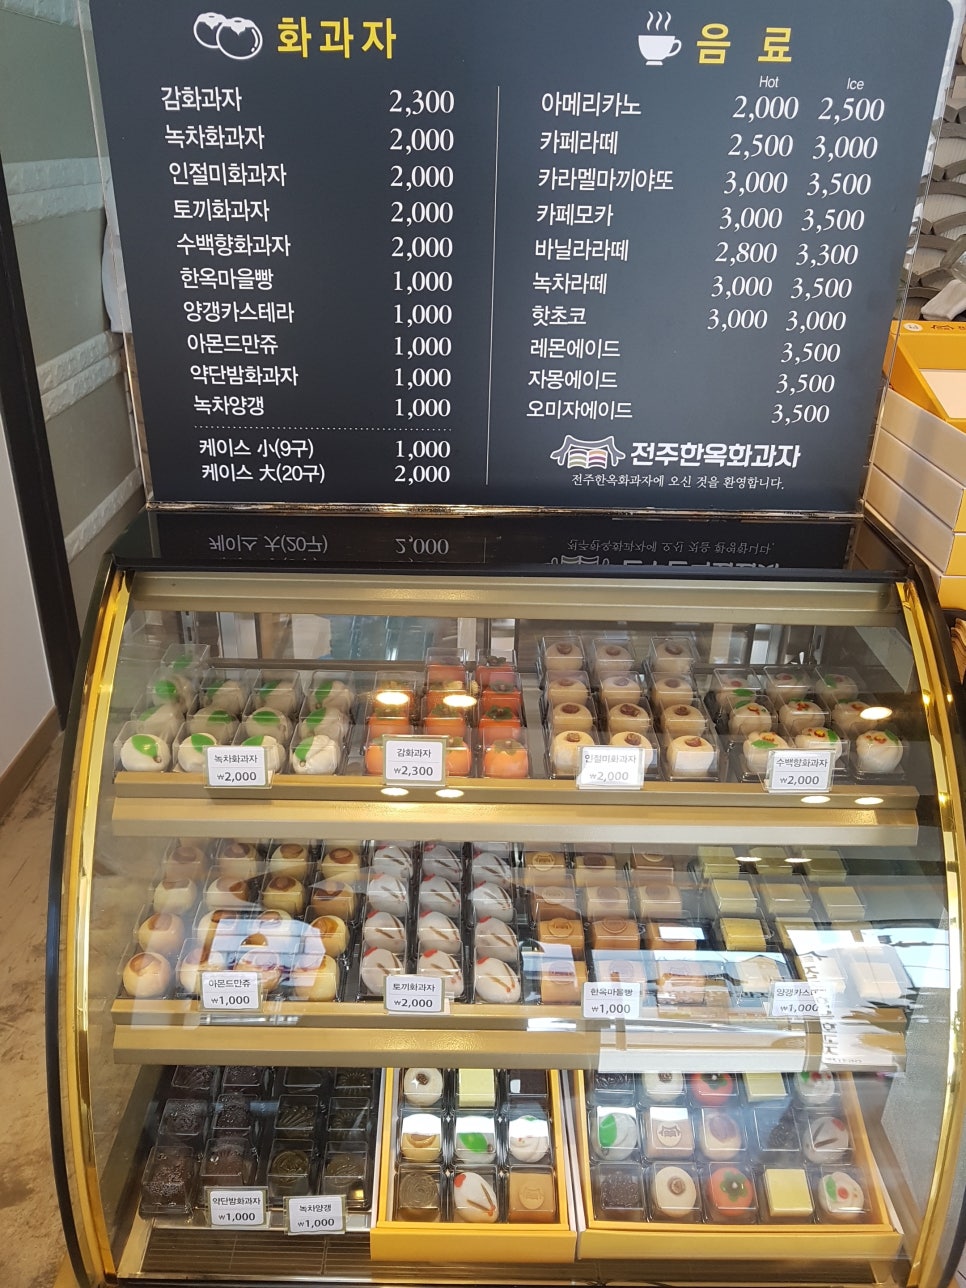 화과자
감화과자 2,300
녹차화과자 2,000
인절미화과자 2,000
토끼화과자 2,000
수백향화과자 2,000
한옥마을빵 1,000
양갱카스테라 1,000
아몬드만쥬 1,000
약단밤화과자 1,000
녹차양갱 1,000
케이스 小(9구) 1,000
케이스 大(20구) 2,000
음료
Hot Ice
아메리카노 2,000 2,500
카페라떼 2,500 3,000
카라멜마끼야또 3,000 3,500
카페모카 3,000 3,500
바닐라라떼 2,800 3,300
녹차라떼 3,000 3,500
핫초코 3,000 3,000
레몬에이드 3,500
자몽에이드 3,500
오미자에이드 3,500
전주한옥화과자
전주한옥화과자에 오신 것을 환영합니다.
녹차화과자
₩2,000
감화과자
₩2,300
인절미화과자
₩2,000
수백향화과자
₩2,000
아몬드만쥬
₩1,000
토끼화과자
₩2,000
한옥마을빵
₩1,000
양갱카스테
₩1,000
약단밤화과자
₩1,000
녹차양갱
₩1,000